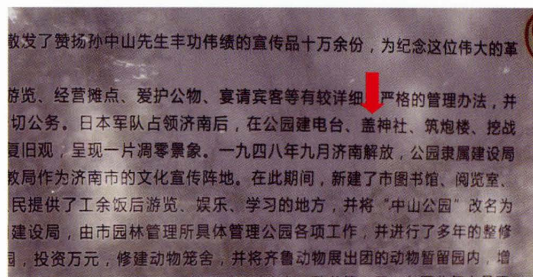 散发了赞扬孙中山先生丰功伟绩的宣传品十万余份，为纪念这位伟大的革
游览、经营摊点、爱护公物、宴请宾客等有较详细、严格的管理办法，并
切公务。日本军队占领济南后，在公园建电台、盖神社、筑炮楼、挖战
旧观，呈现一片凋零景象。一九四八年九月济南解放，公园隶属建设局
教局作为济南市的文化宣传阵地。在此期间，新建了市图书馆、阅览室、
民提供了工余饭后游览、娱乐、学习的地方，并将“中山公园”改名为
建设局，由市园林管理所具体管理公园各项工作，并进行了多年的整修
，投资万元，修建动物笼舍，并将齐鲁动物展出团的动物暂留园内，增